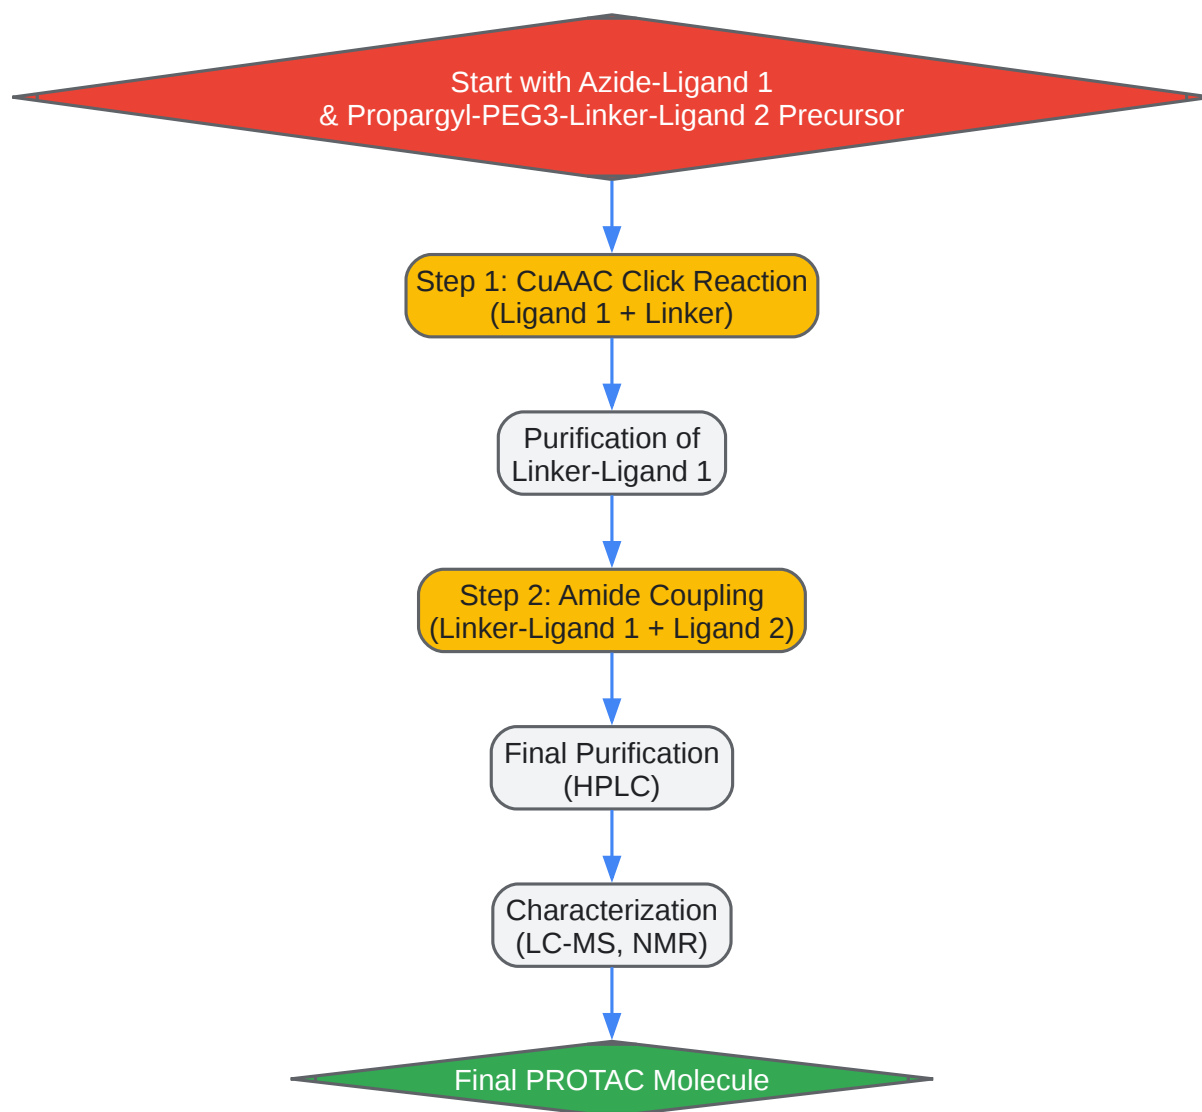 Start with Azide-Ligand 1
& Propargyl-PEG3-Linker-Ligand 2 Precursor
Step 1: CuAAC Click Reaction
(Ligand 1 + Linker)
Purification of
Linker-Ligand 1
Step 2: Amide Coupling
(Linker-Ligand 1 + Ligand 2)
Final Purification
(HPLC)
Characterization
(LC-MS, NMR)
Final PROTAC Molecule